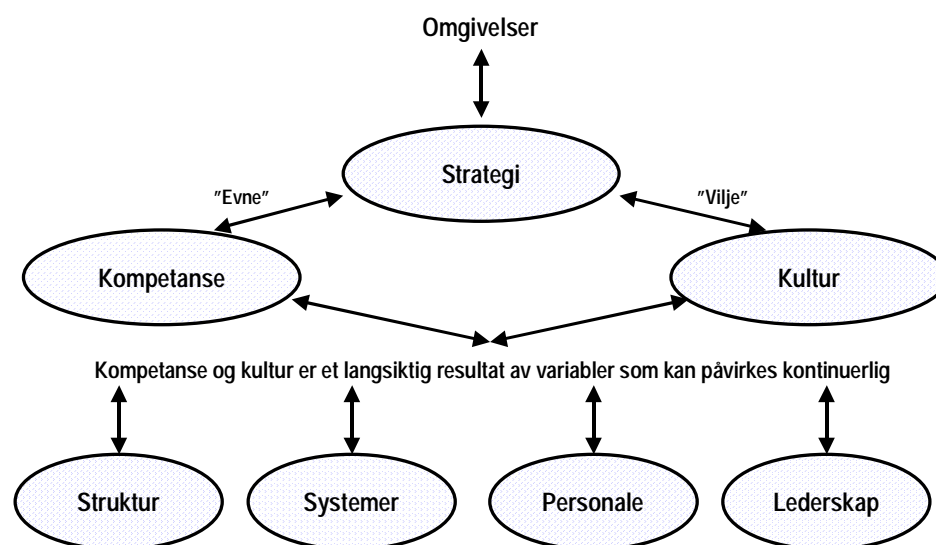 Omgivelser
Strategi
"Evne"
"Vilje"
Kompetanse
Kultur
Kompetanse og kultur er et langsiktig resultat av variabler som kan påvirkes kontinuerlig
Struktur
Systemer
Personale
Lederskap